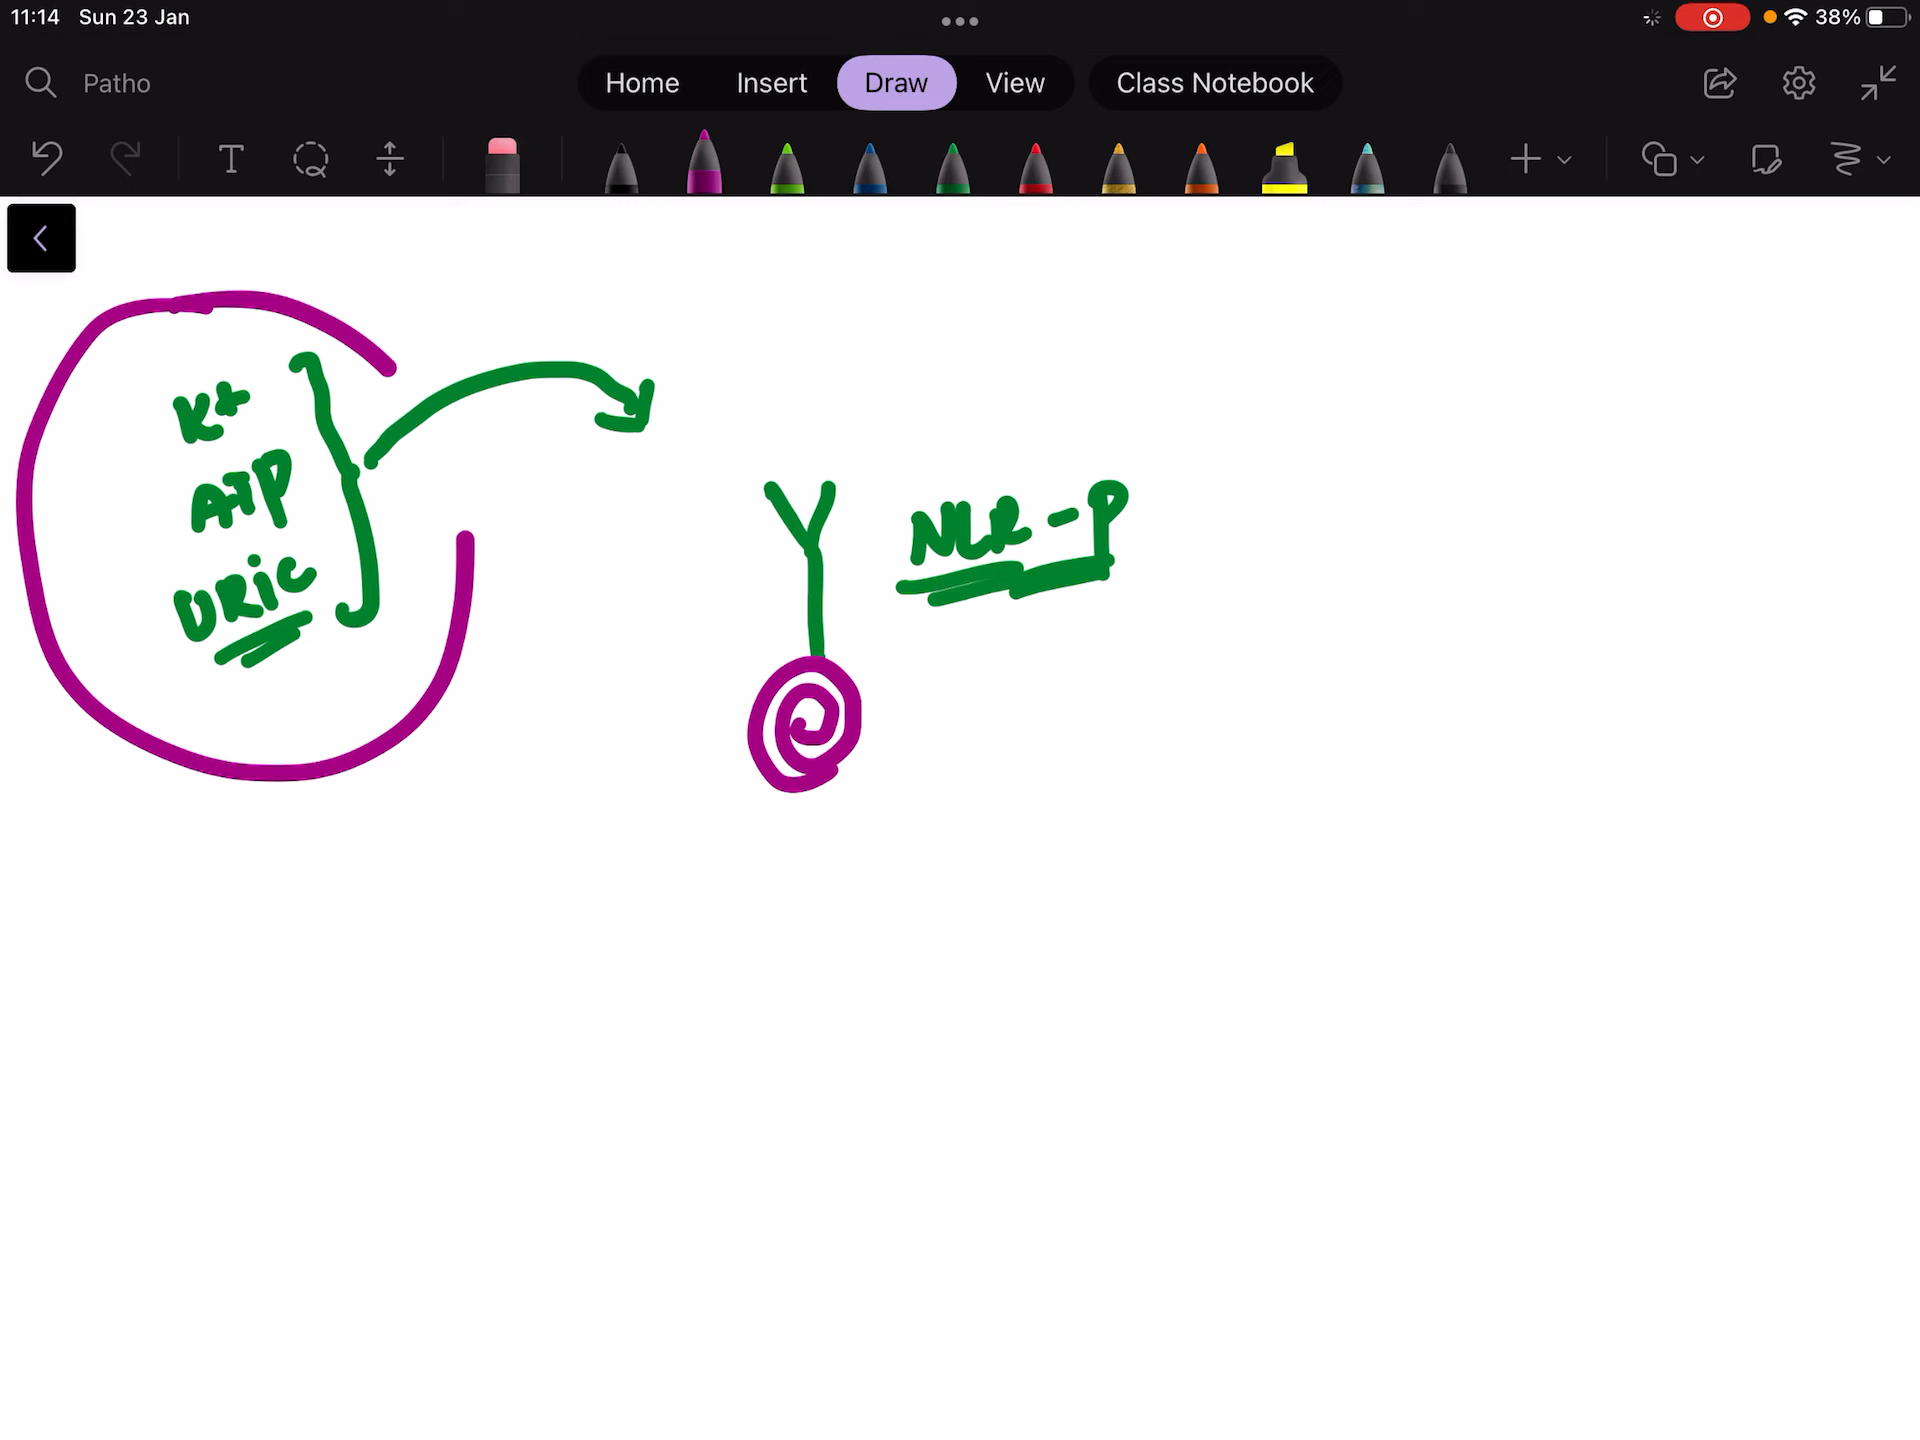 11:14 Sun 23 Jan 38%
Patho Home Insert Draw View Class Notebook
K+
ATP
URic
NLR-P